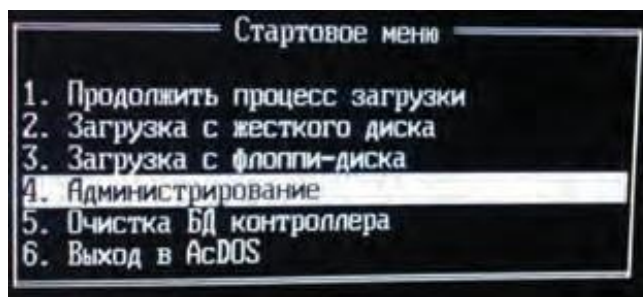 Стартовое меню
1. Продолжить процесс загрузки
2. Загрузка с жесткого диска
3. Загрузка с флоппи-диска
4. Администрирование
5. Очистка БД контроллера
6. Выход в AcDOS